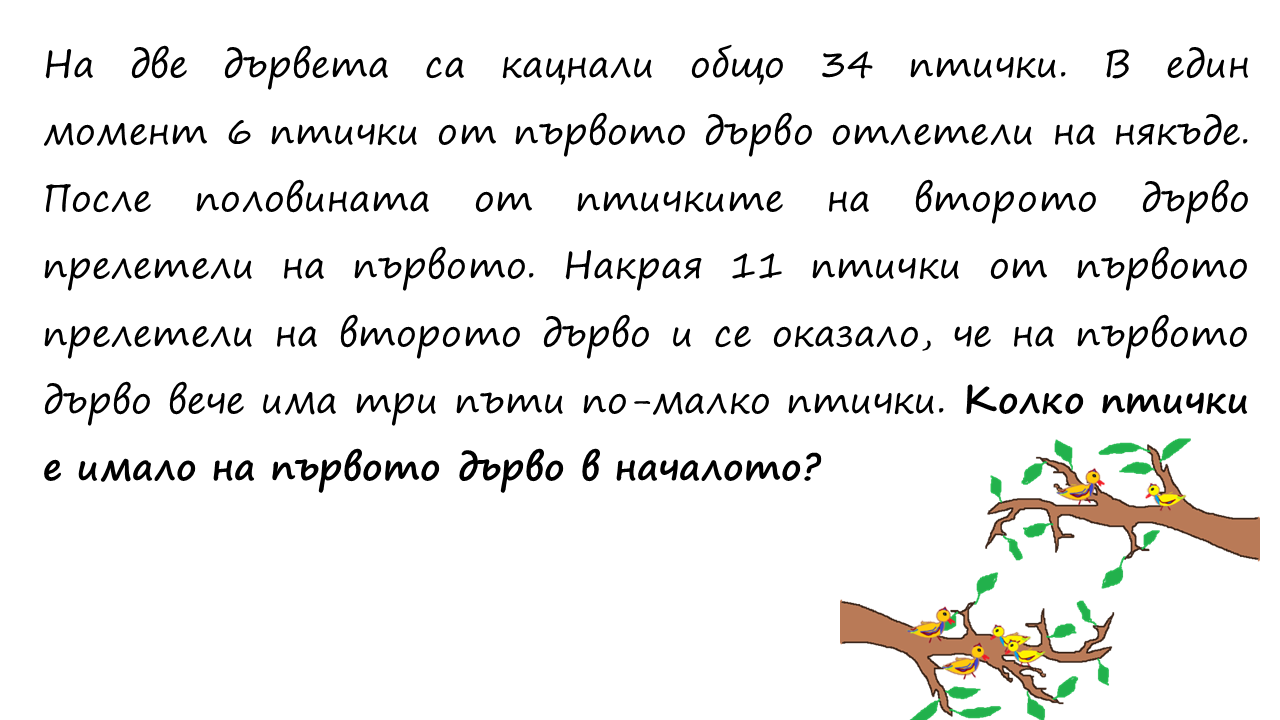 На две дървета са кацнали общо 34 птички. В един
момент 6 птички от първото дърво отлетели на някъде.
После половината от птичките на второто дърво
прелетели на първото. Накрая 11 птички от първото
прелетели на второто дърво и се оказало, че на първото
дърво вече има три пъти по-малко птички. Колко птички
е имало на първото дърво в началото?